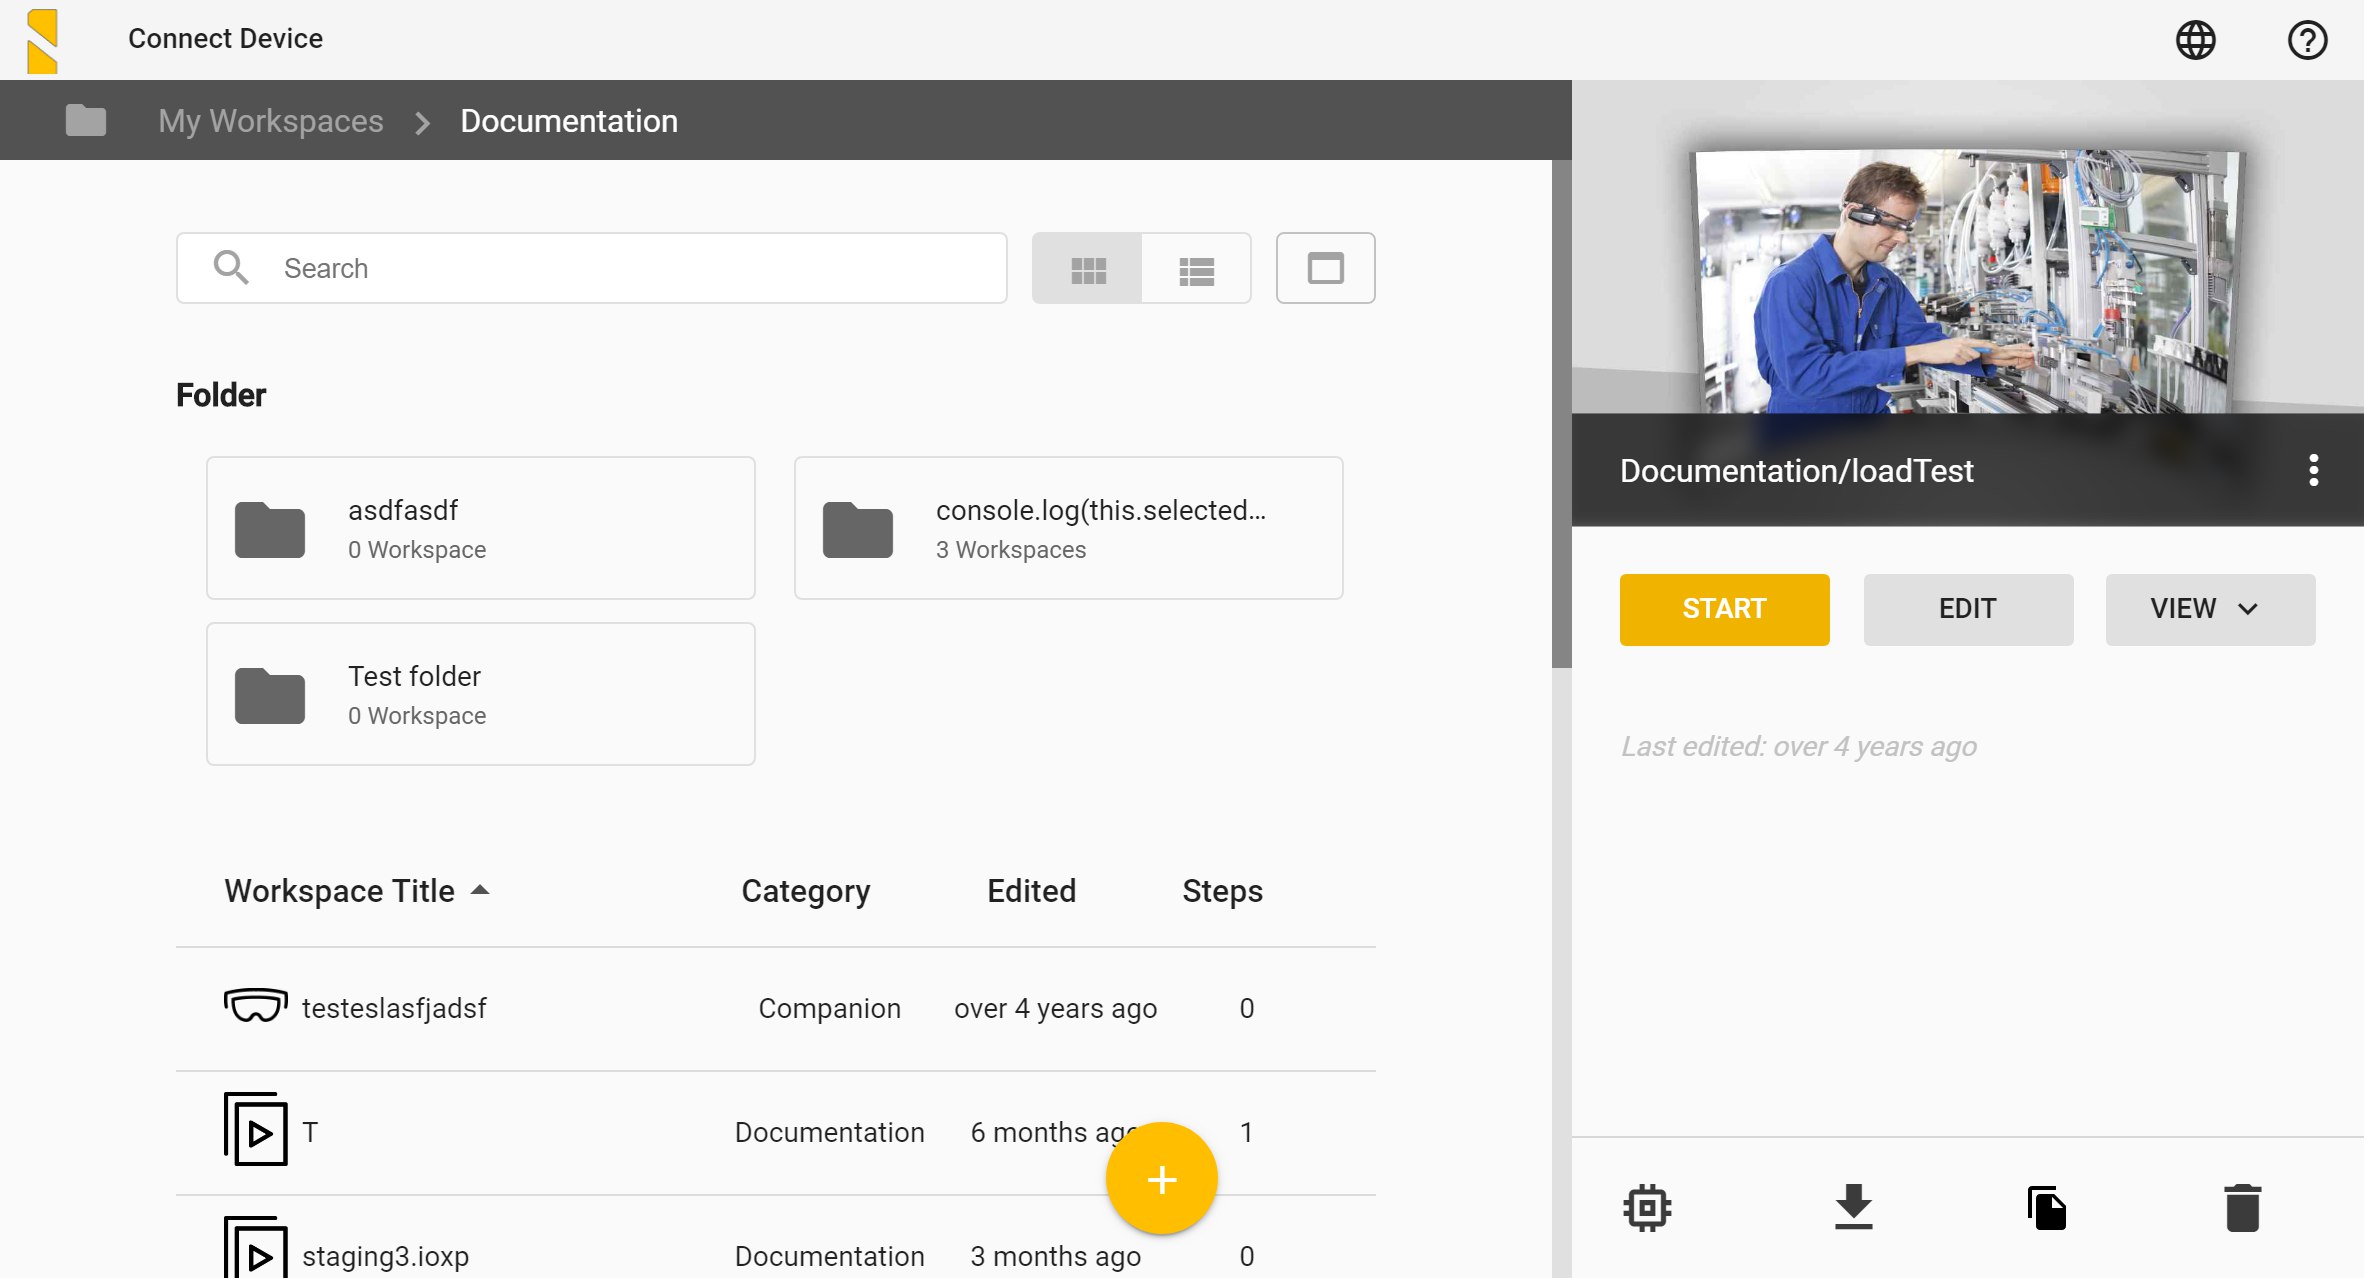 Connect Device
My Workspaces > Documentation
Search
Folder
asdfasdf
0 Workspace
console.log(this.selected...
3 Workspaces
Test folder
0 Workspace
Workspace Title Category Edited Steps
testeslasfjadsf Companion over 4 years ago 0
T Documentation 6 months ago 1
staging3.ioxp Documentation 3 months ago 0
Documentation/loadTest
START EDIT VIEW
Last edited: over 4 years ago